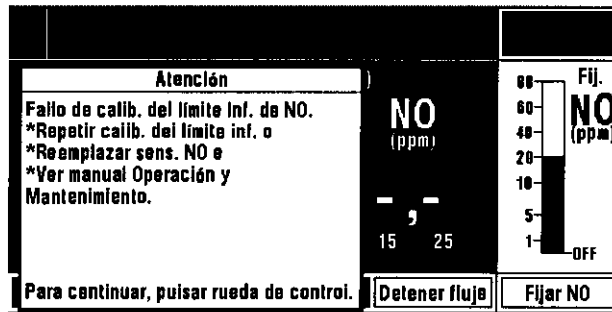 Atención
Fallo de calib. del límite Inf. de NO.
*Repetir calib. del límite inf. o
*Reemplazar sens. NO e
*Ver manual Operación y
Mantenimiento.
Para continuar, pulsar rueda de control.
)
NO
(ppm)
-,-
15 25
Detener flujo
Fij.
NO
(ppm)
80
60
40
20
10
5
1
OFF
Fijar NO